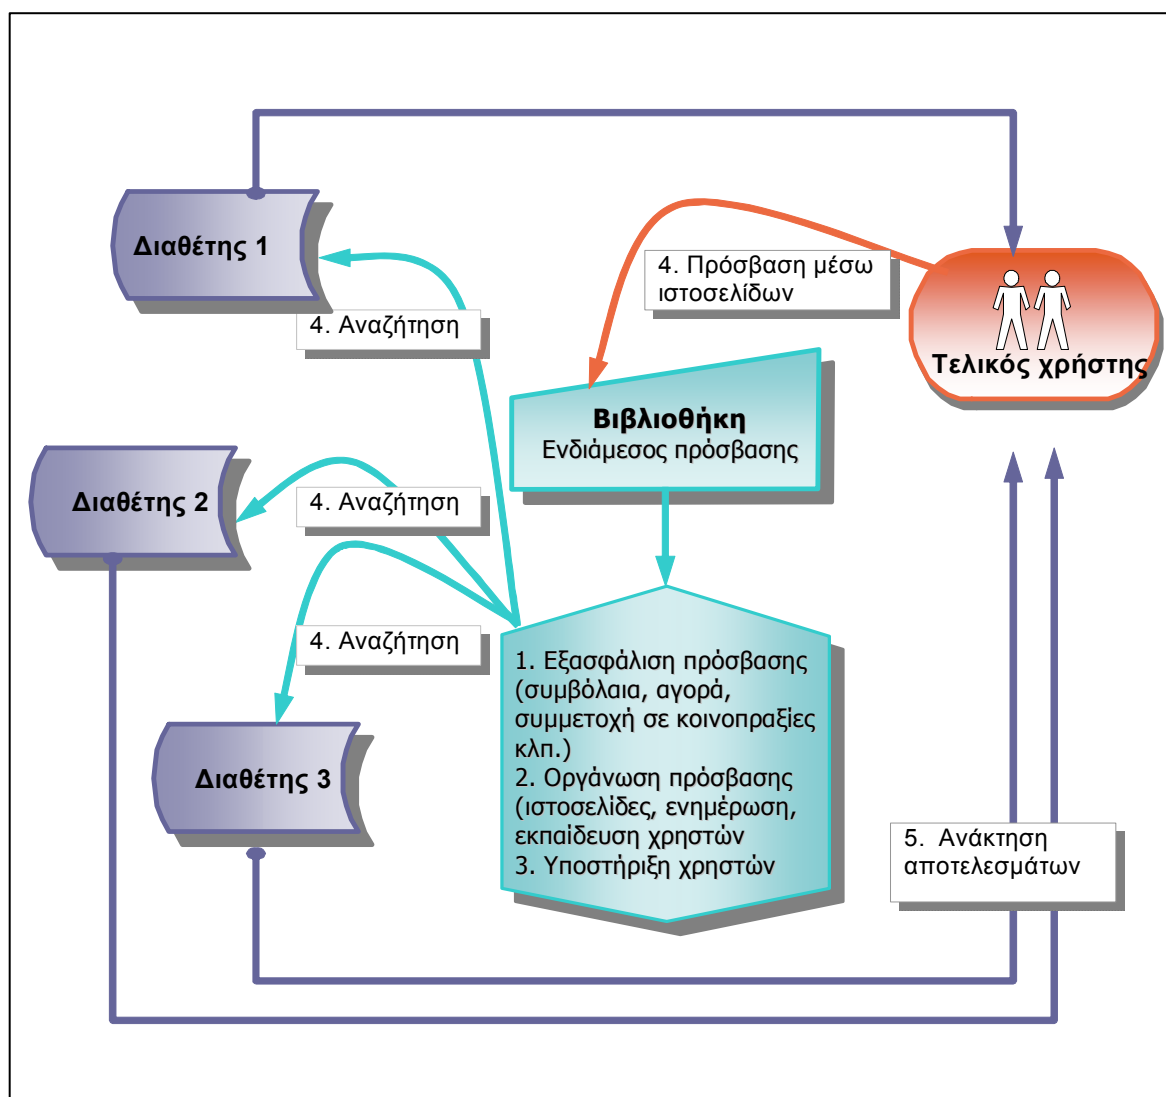 Διαθέτης 1
4. Αναζήτηση
4. Πρόσβαση μέσω
ιστοσελίδων
Τελικός χρήστης
Βιβλιοθήκη
Ενδιάμεσος πρόσβασης
Διαθέτης 2
4. Αναζήτηση
4. Αναζήτηση
Διαθέτης 3
1. Εξασφάλιση πρόσβασης
(συμβόλαια, αγορά,
συμμετοχή σε κοινοπραξίες
κλπ.)
2. Οργάνωση πρόσβασης
(ιστοσελίδες, ενημέρωση,
εκπαίδευση χρηστών
3. Υποστήριξη χρηστών
5. Ανάκτηση
αποτελεσμάτων